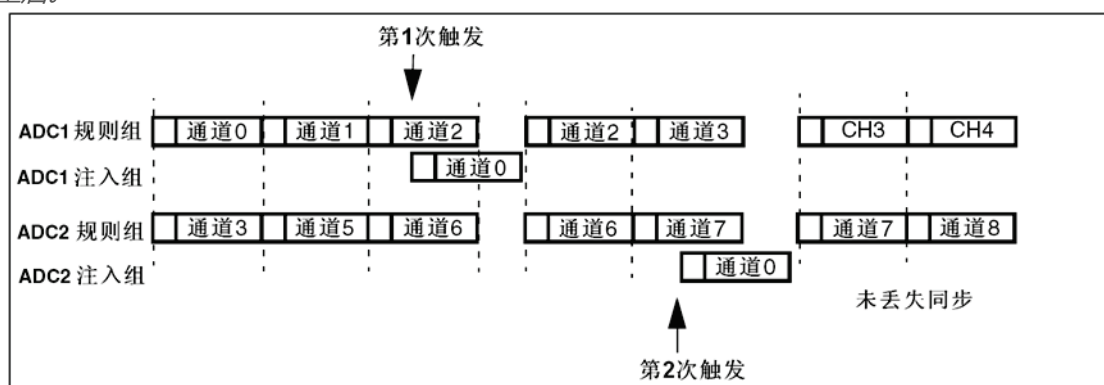 第1次触发
ADC1 规则组 通道0 通道1 通道2 通道2 通道3 CH3 CH4
ADC1 注入组 通道0
ADC2 规则组 通道3 通道5 通道6 通道6 通道7 通道7 通道8
ADC2 注入组 通道0
未丢失同步
第2次触发